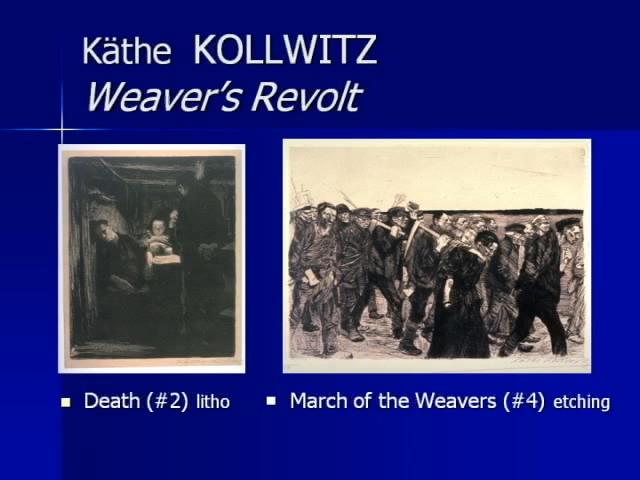 Käthe KOLLWITZ
Weaver's Revolt
Death (#2) litho
March of the Weavers (#4) etching